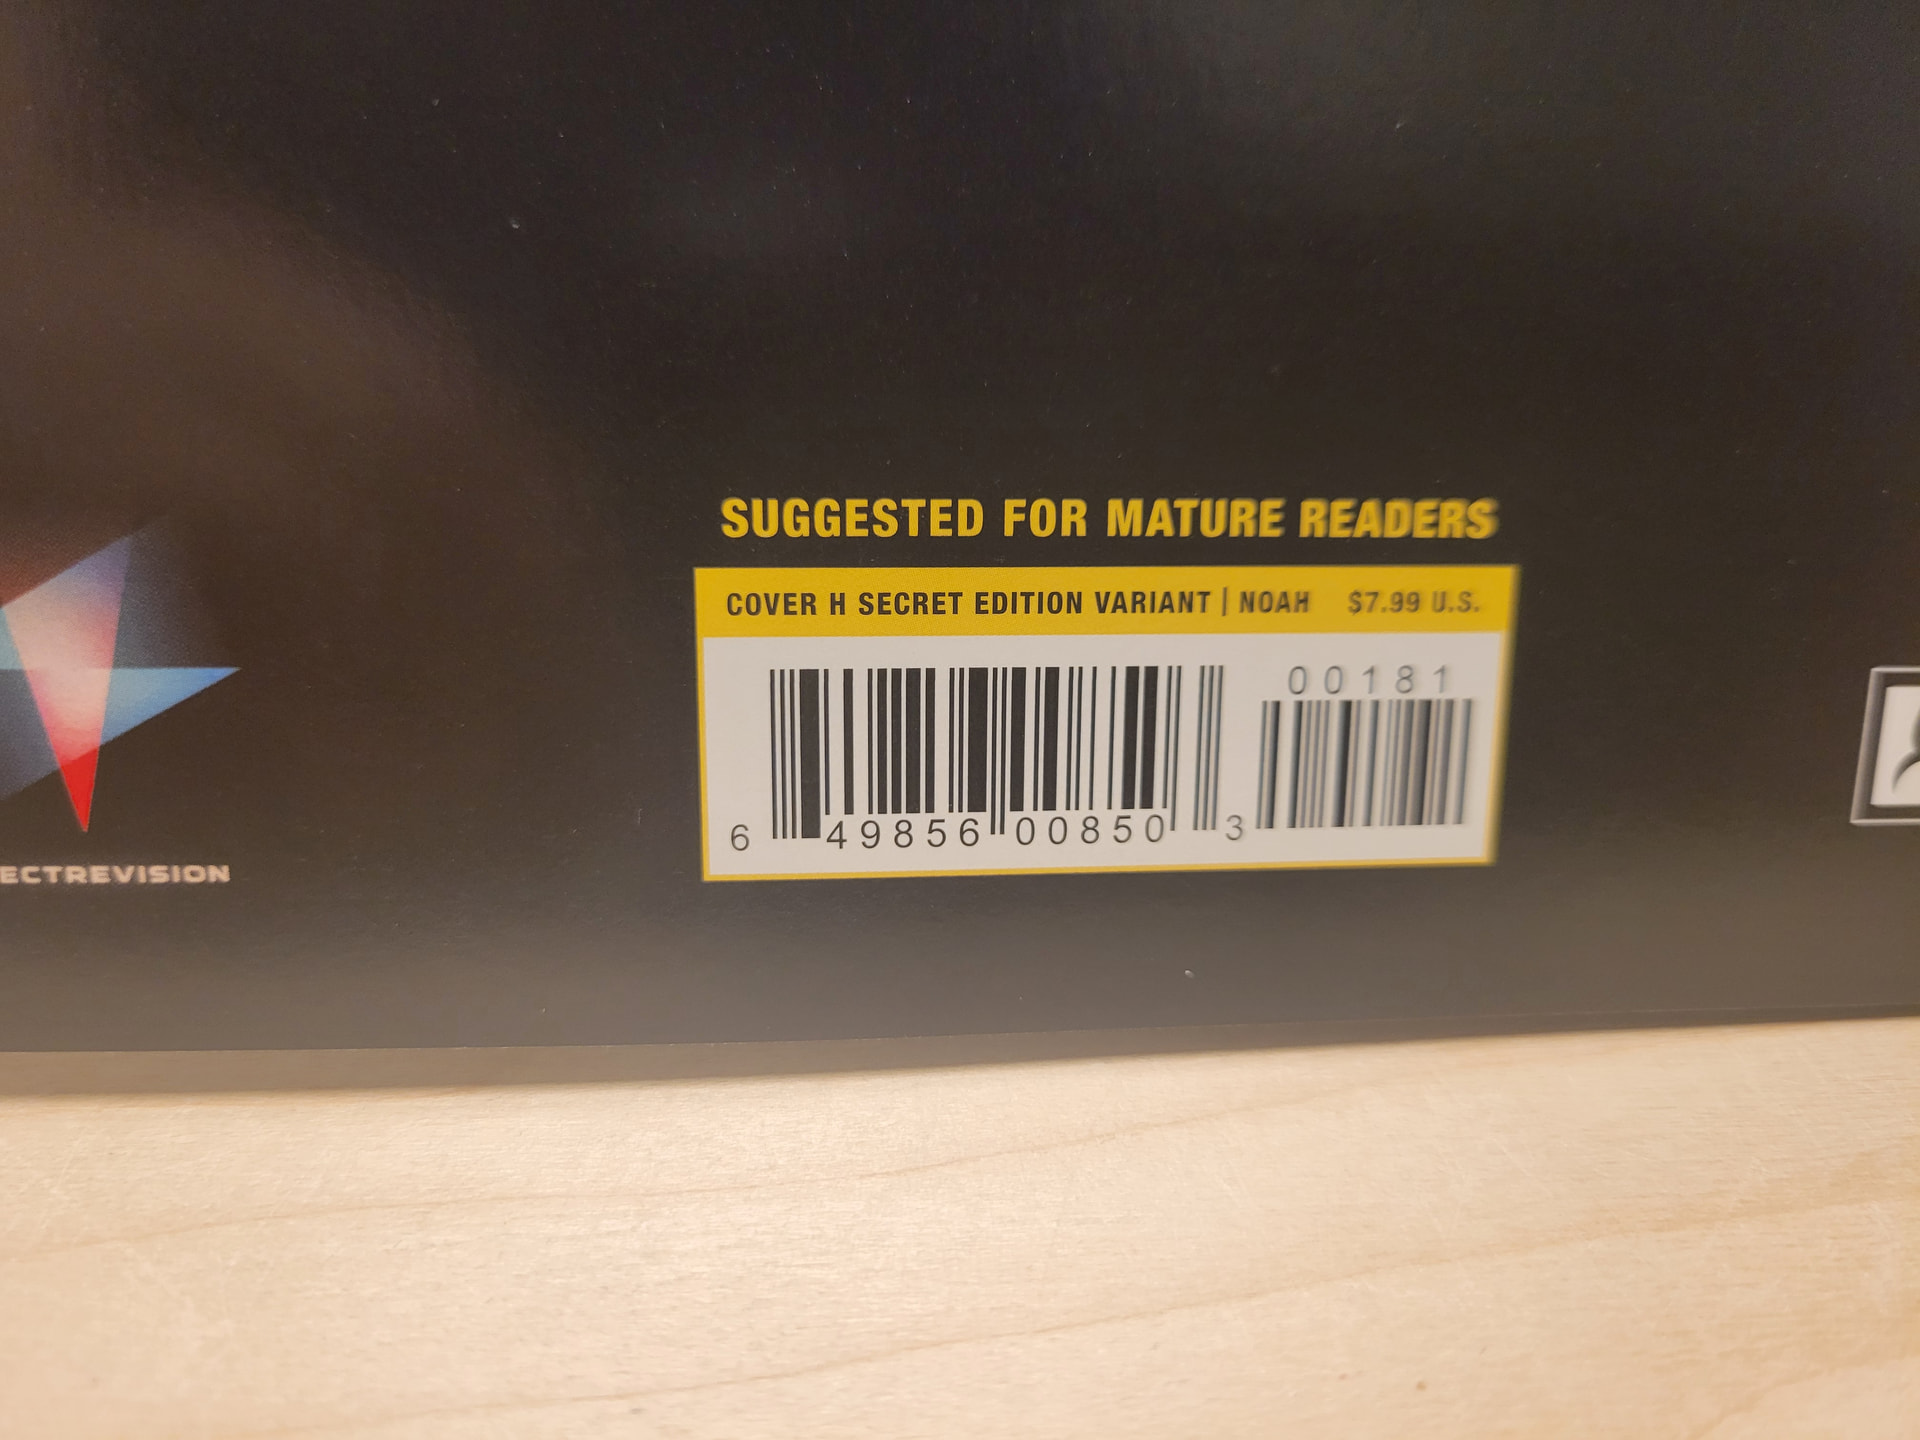 SUGGESTED FOR MATURE READERS
COVER H SECRET EDITION VARIANT | NOAH $7.99 U.S.
00181
6 49856 00850 3
ECTREVISION